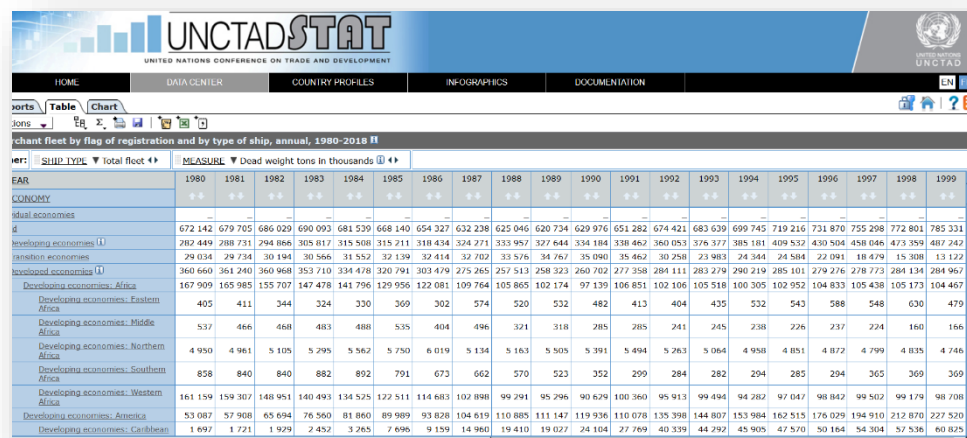 UNCTADSTAT
UNITED NATIONS CONFERENCE ON TRADE AND DEVELOPMENT
UNITED NATIONS
UNCTAD
HOME DATA CENTER COUNTRY PROFILES INFOGRAPHICS DOCUMENTATION EN
ports Table Chart
ions
rchant fleet by flag of registration and by type of ship, annual, 1980-2018
er: SHIP TYPE Total fleet MEASURE Dead weight tons in thousands
EAR 1980 1981 1982 1983 1984 1985 1986 1987 1988 1989 1990 1991 1992 1993 1994 1995 1996 1997 1998 1999
CONOMY
vidual economies _ _ _ _ _ _ _ _ _ _ _ _ _ _ _ _ _ _ _ _
d 672 142 679 705 686 029 690 093 681 539 668 140 654 327 632 238 625 046 620 734 629 976 651 282 674 421 683 639 699 745 719 216 731 870 755 298 772 801 785 331
Developing economies 282 449 288 731 294 866 305 817 315 508 315 211 318 434 324 271 333 957 327 644 334 184 338 462 360 053 376 377 385 181 409 532 430 504 458 046 473 359 487 242
ransition economies 29 034 29 734 30 194 30 566 31 552 32 139 32 414 32 702 33 576 34 767 35 090 35 462 30 258 23 983 24 344 24 584 22 091 18 479 15 308 13 122
eveloped economies 360 660 361 240 360 968 353 710 334 478 320 791 303 479 275 265 257 513 258 323 260 702 277 358 284 111 283 279 290 219 285 101 279 276 278 773 284 134 284 967
Developing economies: Africa 167 909 165 985 155 707 147 478 141 796 129 956 122 081 109 764 105 865 102 174 97 139 106 851 102 106 105 518 100 305 102 952 104 833 105 438 105 173 104 467
Developing economies: Eastern
Africa 405 411 344 324 330 369 302 574 520 532 482 413 404 435 532 543 588 548 630 479
Developing economies: Middle
Africa 537 466 468 483 488 535 404 496 321 318 285 285 241 245 238 226 237 224 160 166
Developing economies: Northern
Africa 4 950 4 961 5 105 5 295 5 562 5 750 6 019 5 134 5 163 5 505 5 391 5 494 5 263 5 064 4 958 4 851 4 872 4 799 4 835 4 746
Developing economies: Southern
Africa 858 840 840 882 892 791 673 662 570 523 352 299 284 282 284 295 294 365 369 369
Developing economies: Western
Africa 161 159 159 307 148 951 140 493 134 525 122 511 114 683 102 898 99 291 95 296 90 629 100 360 95 913 99 494 94 282 97 047 98 842 99 502 99 179 98 708
Developing economies: America 53 087 57 908 65 694 76 560 81 860 89 989 93 828 104 619 110 885 111 147 119 936 110 078 135 398 144 807 153 984 162 515 176 029 194 910 212 870 227 520
Developing economies: Caribbean 1 697 1 721 1 929 2 452 3 265 7 696 9 159 14 960 19 410 19 027 24 104 27 769 40 339 44 292 45 905 47 570 50 164 54 304 57 536 60 825